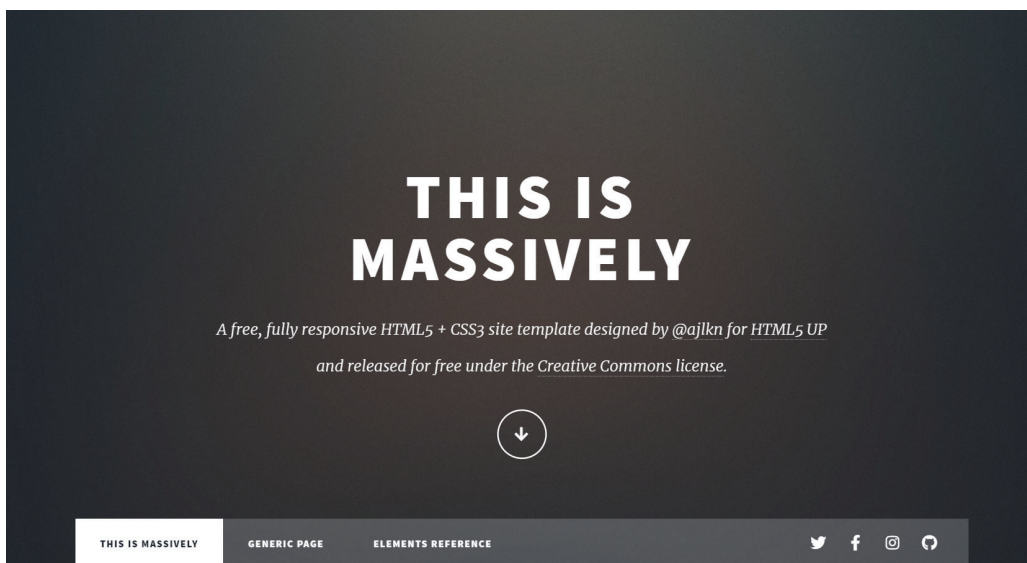 THIS IS
MASSIVELY
A free, fully responsive HTML5 + CSS3 site template designed by @ajlkn for HTML5 UP
and released for free under the Creative Commons license.
THIS IS MASSIVELY
GENERIC PAGE
ELEMENTS REFERENCE